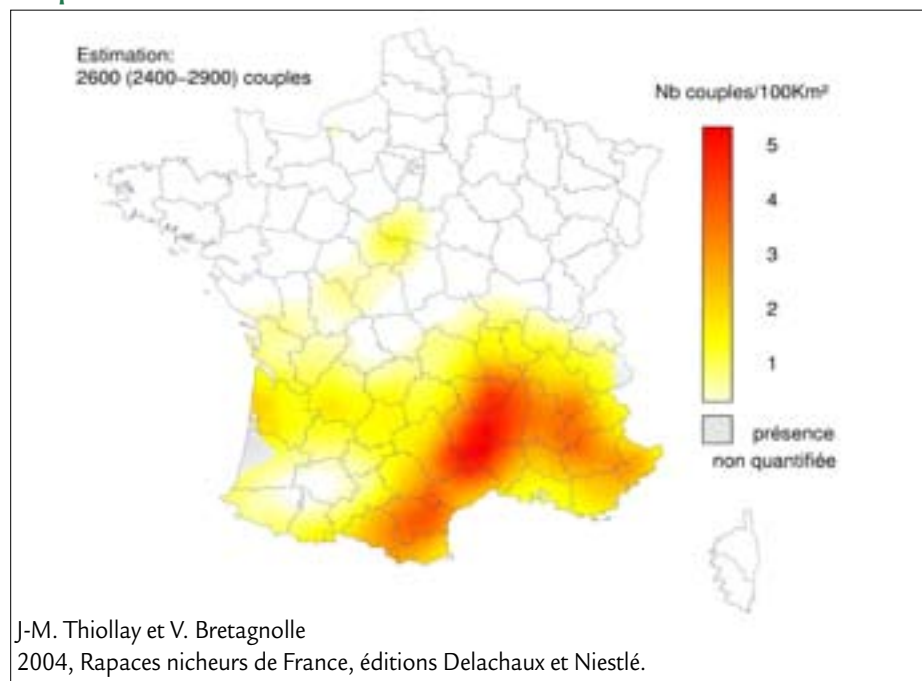 Estimation:
2600 (2400–2900) couples
Nb couples/100Km²
5
4
3
2
1
présence
non quantifiée
J-M. Thiollay et V. Bretagnolle
2004, Rapaces nicheurs de France, éditions Delachaux et Niestlé.